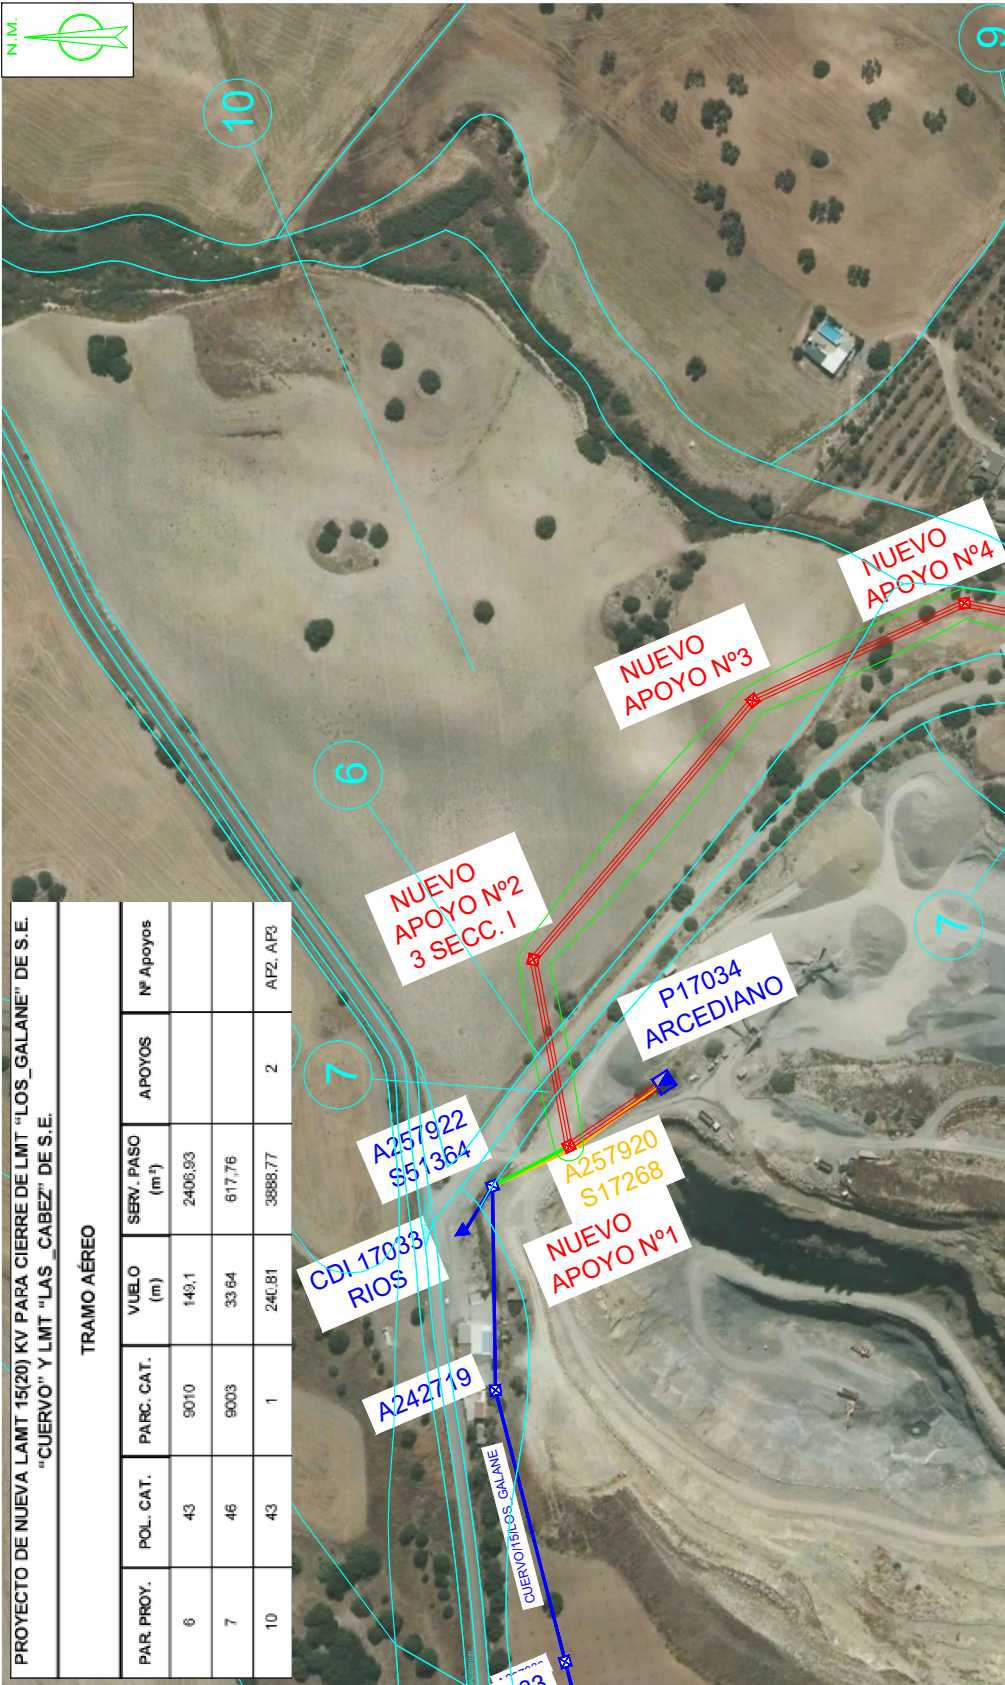 N.M.
PROYECTO DE NUEVA LAMT 15(20) KV PARA CIERRE DE LMT "LOS_GALANE" DE S.E.
"CUERVO" Y LMT "LAS _CABEZ" DE S.E.
TRAMO AÉREO
PAR. PROY. POL. CAT. PARC. CAT. VUELO (m) SERV. PASO (m²) APOYOS Nº Apoyos
6 43 9010 149,1 2406,93
7 46 9003 33,64 617,76
10 43 1 240,81 3888,77 2 AP2, AP3
10
9
6
7
7
NUEVO
APOYO Nº4
NUEVO
APOYO Nº3
NUEVO
APOYO Nº2
3 SECC. I
P17034
ARCEDIANO
A257922
S51364
A257920
S17268
NUEVO
APOYO Nº1
CDI 17033
RIOS
A242719
CUERVO/15/LOS_GALANE